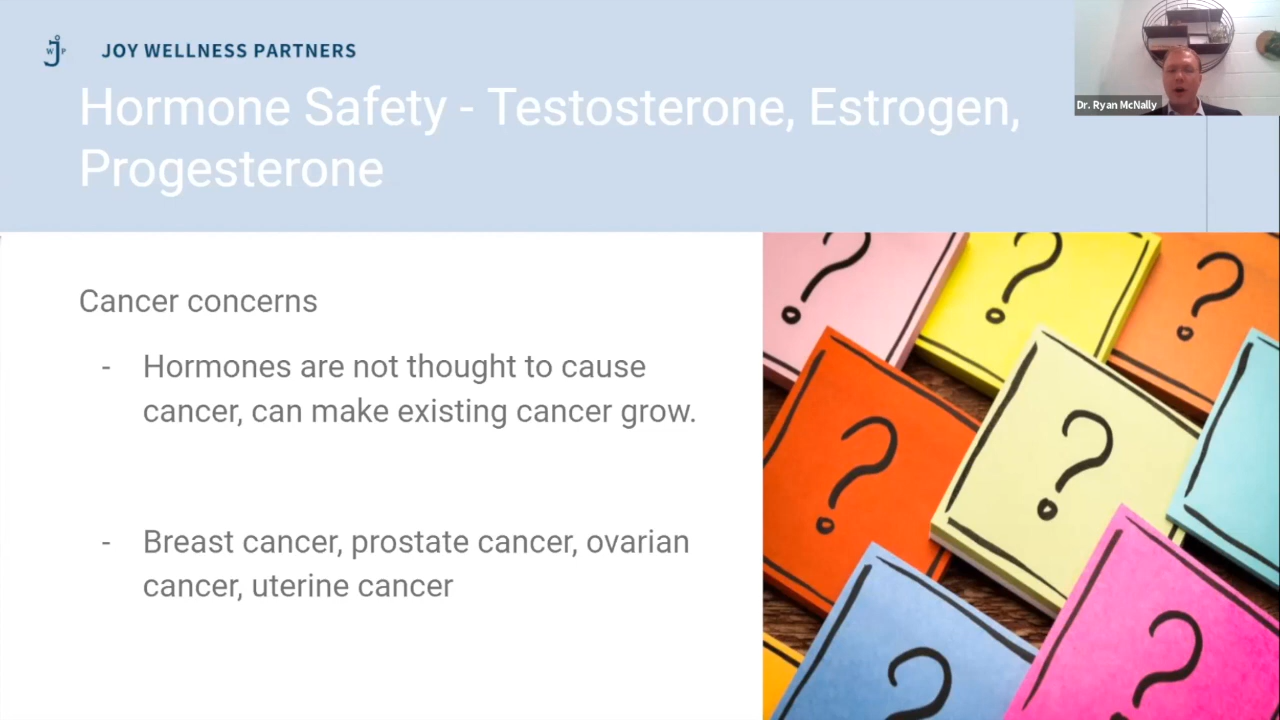 JOY WELLNESS PARTNERS
Hormone Safety - Testosterone, Estrogen,
Progesterone
Dr. Ryan McNally
Cancer concerns
- Hormones are not thought to cause
cancer, can make existing cancer grow.
- Breast cancer, prostate cancer, ovarian
cancer, uterine cancer
? ? ?
? ?
? ?